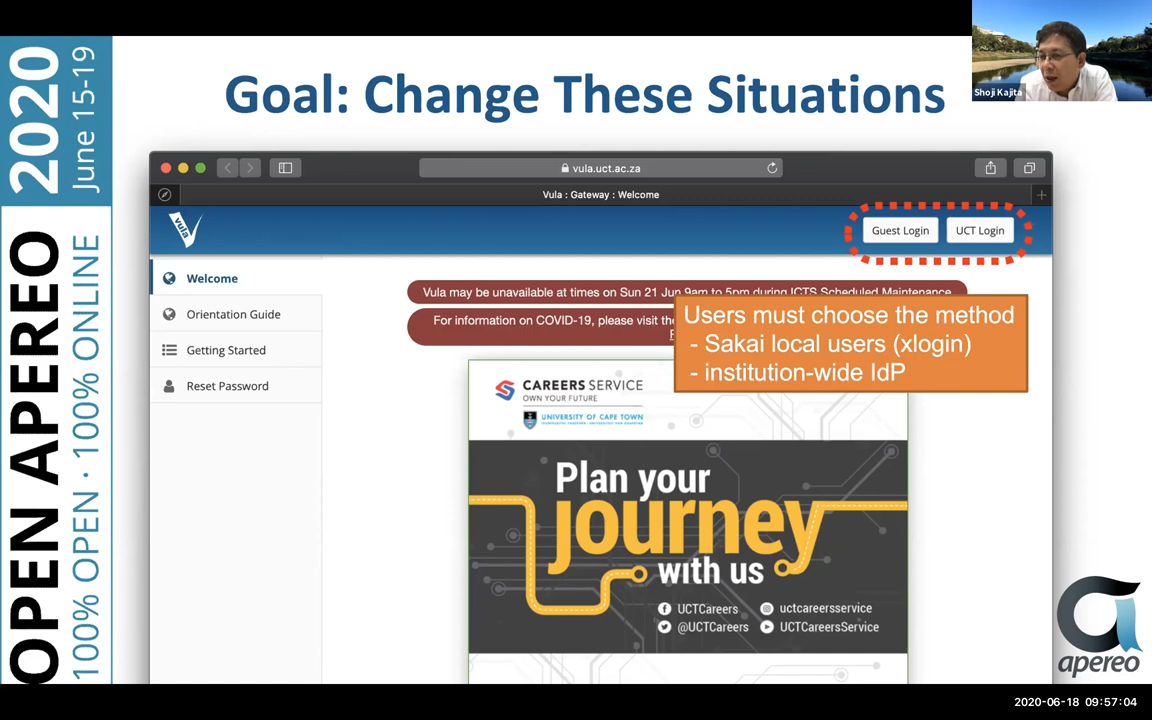 OPEN APEREO 2020
100% OPEN · 100% ONLINE June 15-19
Goal: Change These Situations
Shoji Kajita
vula.uct.ac.za
Vula : Gateway : Welcome
vula
Guest Login
UCT Login
Welcome
Orientation Guide
Getting Started
Reset Password
Vula may be unavailable at times on Sun 21 Jun 9am to 5pm during ICTS Scheduled Maintenance
For information on COVID-19, please visit the
Users must choose the method
- Sakai local users (xlogin)
- institution-wide IdP
CAREERS SERVICE
OWN YOUR FUTURE
UNIVERSITY OF CAPE TOWN
Plan your
journey
with us
UCTCareers
uctcareersservice
@UCTCareers
UCTCareersService
apereo
2020-06-18 09:57:04